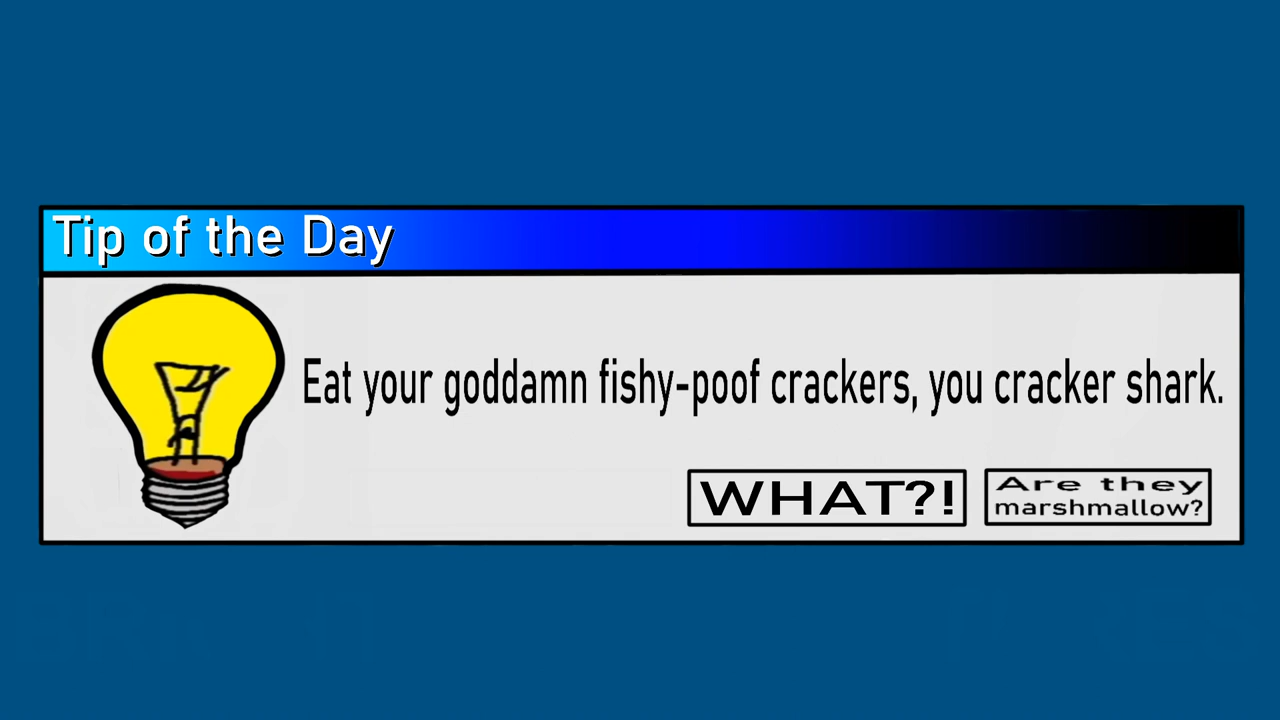 Tip of the Day
Eat your goddamn fishy-poof crackers, you cracker shark.
WHAT?!
Are they
marshmallow?